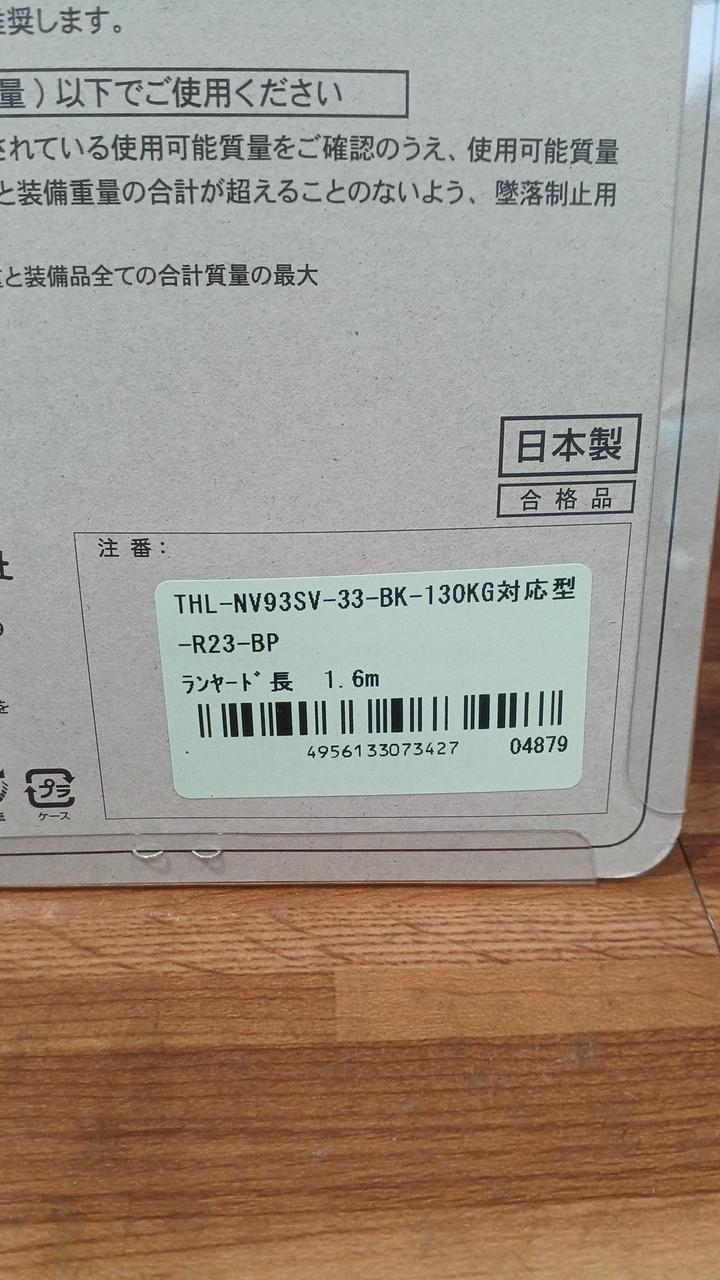 推奨します。
量）以下でご使用ください
されている使用可能質量をご確認のうえ、使用可能質量
と装備重量の合計が超えることのないよう、墜落制止用
と装備品全ての合計質量の最大
日本製
合格品
注番：
THL-NV93SV-33-BK-130KG対応型
-R23-BP
ﾗﾝﾔｰﾄﾞ長 1.6m
4956133073427 04879
プラ
ケース
社
を
紙